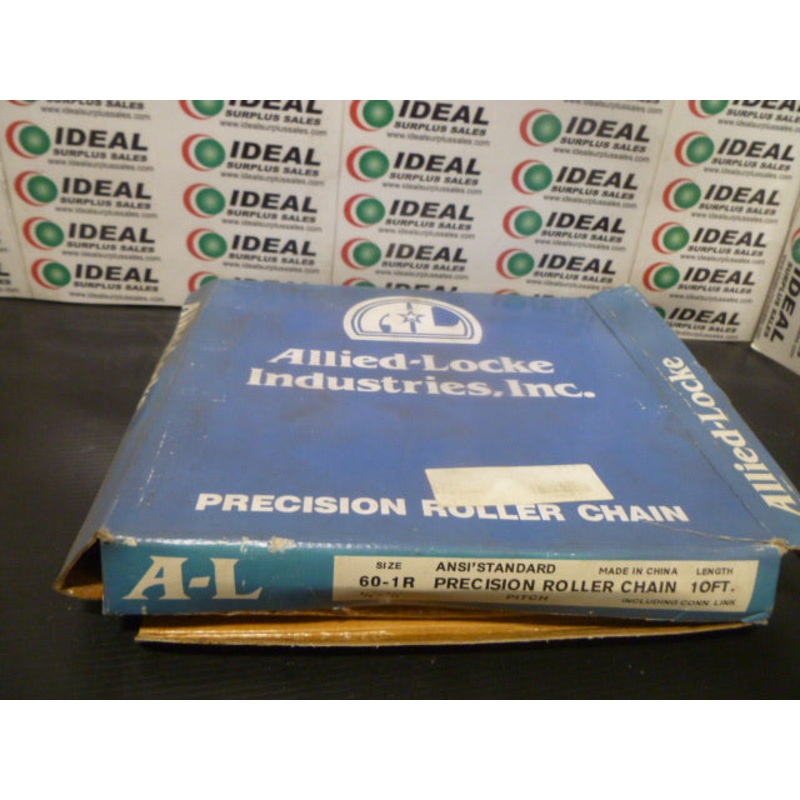 IDEAL
SURPLUS SALES
www.idealsurplussales.com
A-L
Allied-Locke
Industries, Inc.
PRECISION ROLLER CHAIN
Allied-Locke
A-L
SIZE ANSI'STANDARD MADE IN CHINA LENGTH
60-1R PRECISION ROLLER CHAIN 10FT.
PITCH INCLUDING CONN. LINK